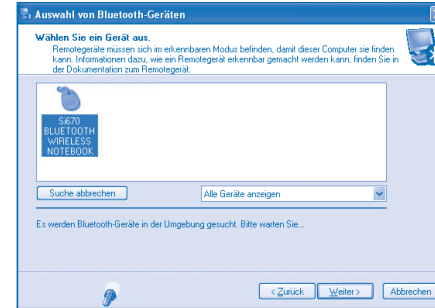 Auswahl von Bluetooth-Geräten
Wählen Sie ein Gerät aus.
Remotegeräte müssen sich im erkennbaren Modus befinden, damit dieser Computer sie finden
kann. Informationen dazu, wie ein Remotegerät erkennbar gemacht werden kann, finden Sie in
der Dokumentation zum Remotegerät.
Si670
BLUETOOTH
WIRELESS
NOTEBOOK
Suche abbrechen
Alle Geräte anzeigen
Es werden Bluetooth-Geräte in der Umgebung gesucht. Bitte warten Sie...
< Zurück
Weiter >
Abbrechen